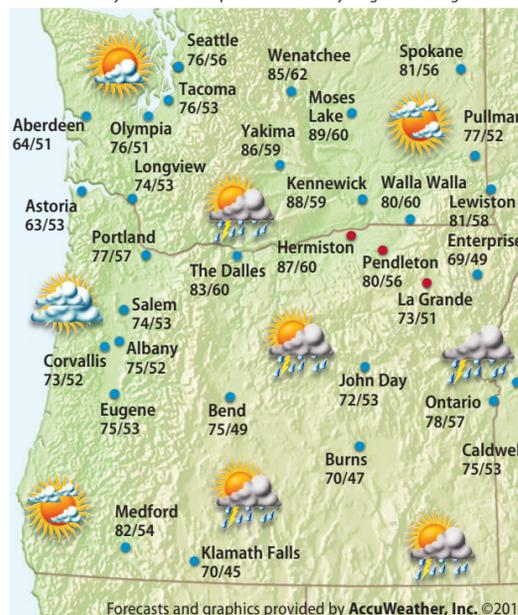 Seattle
76/56
Wenatchee
85/62
Spokane
81/56
Tacoma
76/53
Moses
Lake
89/60
Aberdeen
64/51
Olympia
76/51
Yakima
86/59
Pullman
77/52
Longview
74/53
Kennewick
88/59
Walla Walla
80/60
Lewiston
81/58
Astoria
63/53
Portland
77/57
The Dalles
83/60
Hermiston
87/60
Pendleton
80/56
Enterprise
69/49
La Grande
73/51
Salem
74/53
Corvallis
73/52
Albany
75/52
John Day
72/53
Eugene
75/53
Bend
75/49
Ontario
78/57
Burns
70/47
Caldwel
75/53
Medford
82/54
Klamath Falls
70/45
Forecasts and graphics provided by AccuWeather, Inc. ©201